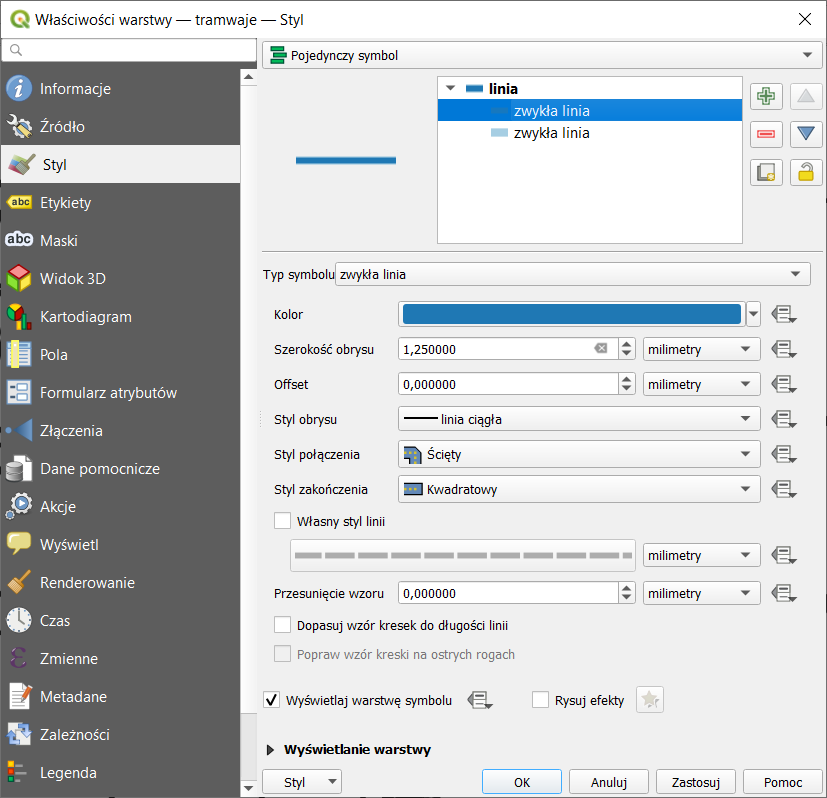 Właściwości warstwy — tramwaje — Styl
Pojedynczy symbol
Informacje
Źródło
Styl
abc Etykiety
abc Maski
Widok 3D
Kartodiagram
Pola
Formularz atrybutów
Złączenia
Dane pomocnicze
Akcje
Wyświetl
Renderowanie
Czas
Zmienne
Metadane
Zależności
Legenda
linia
zwykła linia
zwykła linia
Typ symbolu zwykła linia
Kolor
Szerokość obrysu 1,250000 milimetry
Offset 0,000000 milimetry
Styl obrysu linia ciągła
Styl połączenia Ścięty
Styl zakończenia Kwadratowy
Własny styl linii
milimetry
Przesunięcie wzoru 0,000000 milimetry
Dopasuj wzór kresek do długości linii
Popraw wzór kreski na ostrych rogach
Wyświetlaj warstwę symbolu Rysuj efekty
Wyświetlanie warstwy
Styl OK Anuluj Zastosuj Pomoc